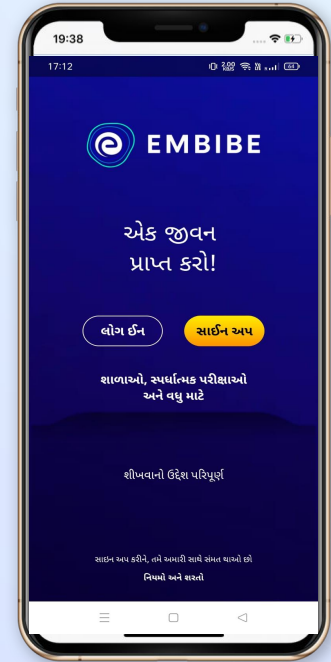 19:38
17:12
64
EMBIBE
એક જીવન
પ્રાપ્ત કરો!
લોગ ઈન
સાઈન અપ
શાળાઓ, સ્પર્ધાત્મક પરીક્ષાઓ
અને વધુ માટે
શીખવાનો ઉદ્દેશ પરિપૂર્ણ
સાઇન અપ કરીને, તમે અમારી સાથે સંમત થાઓ છો
નિયમો અને શરતો